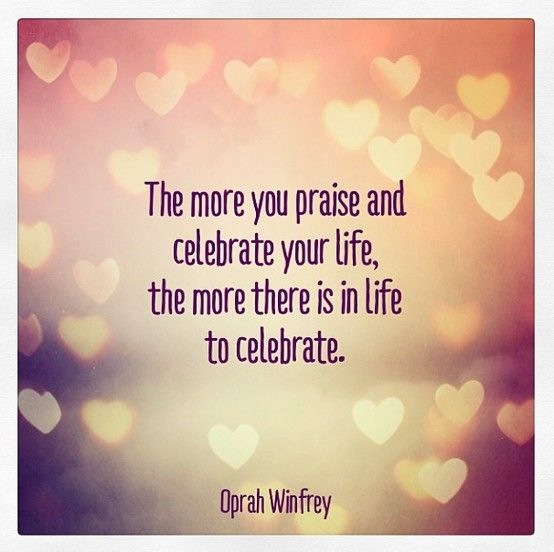 The more you praise and
celebrate your life,
the more there is in life
to celebrate.
Oprah Winfrey